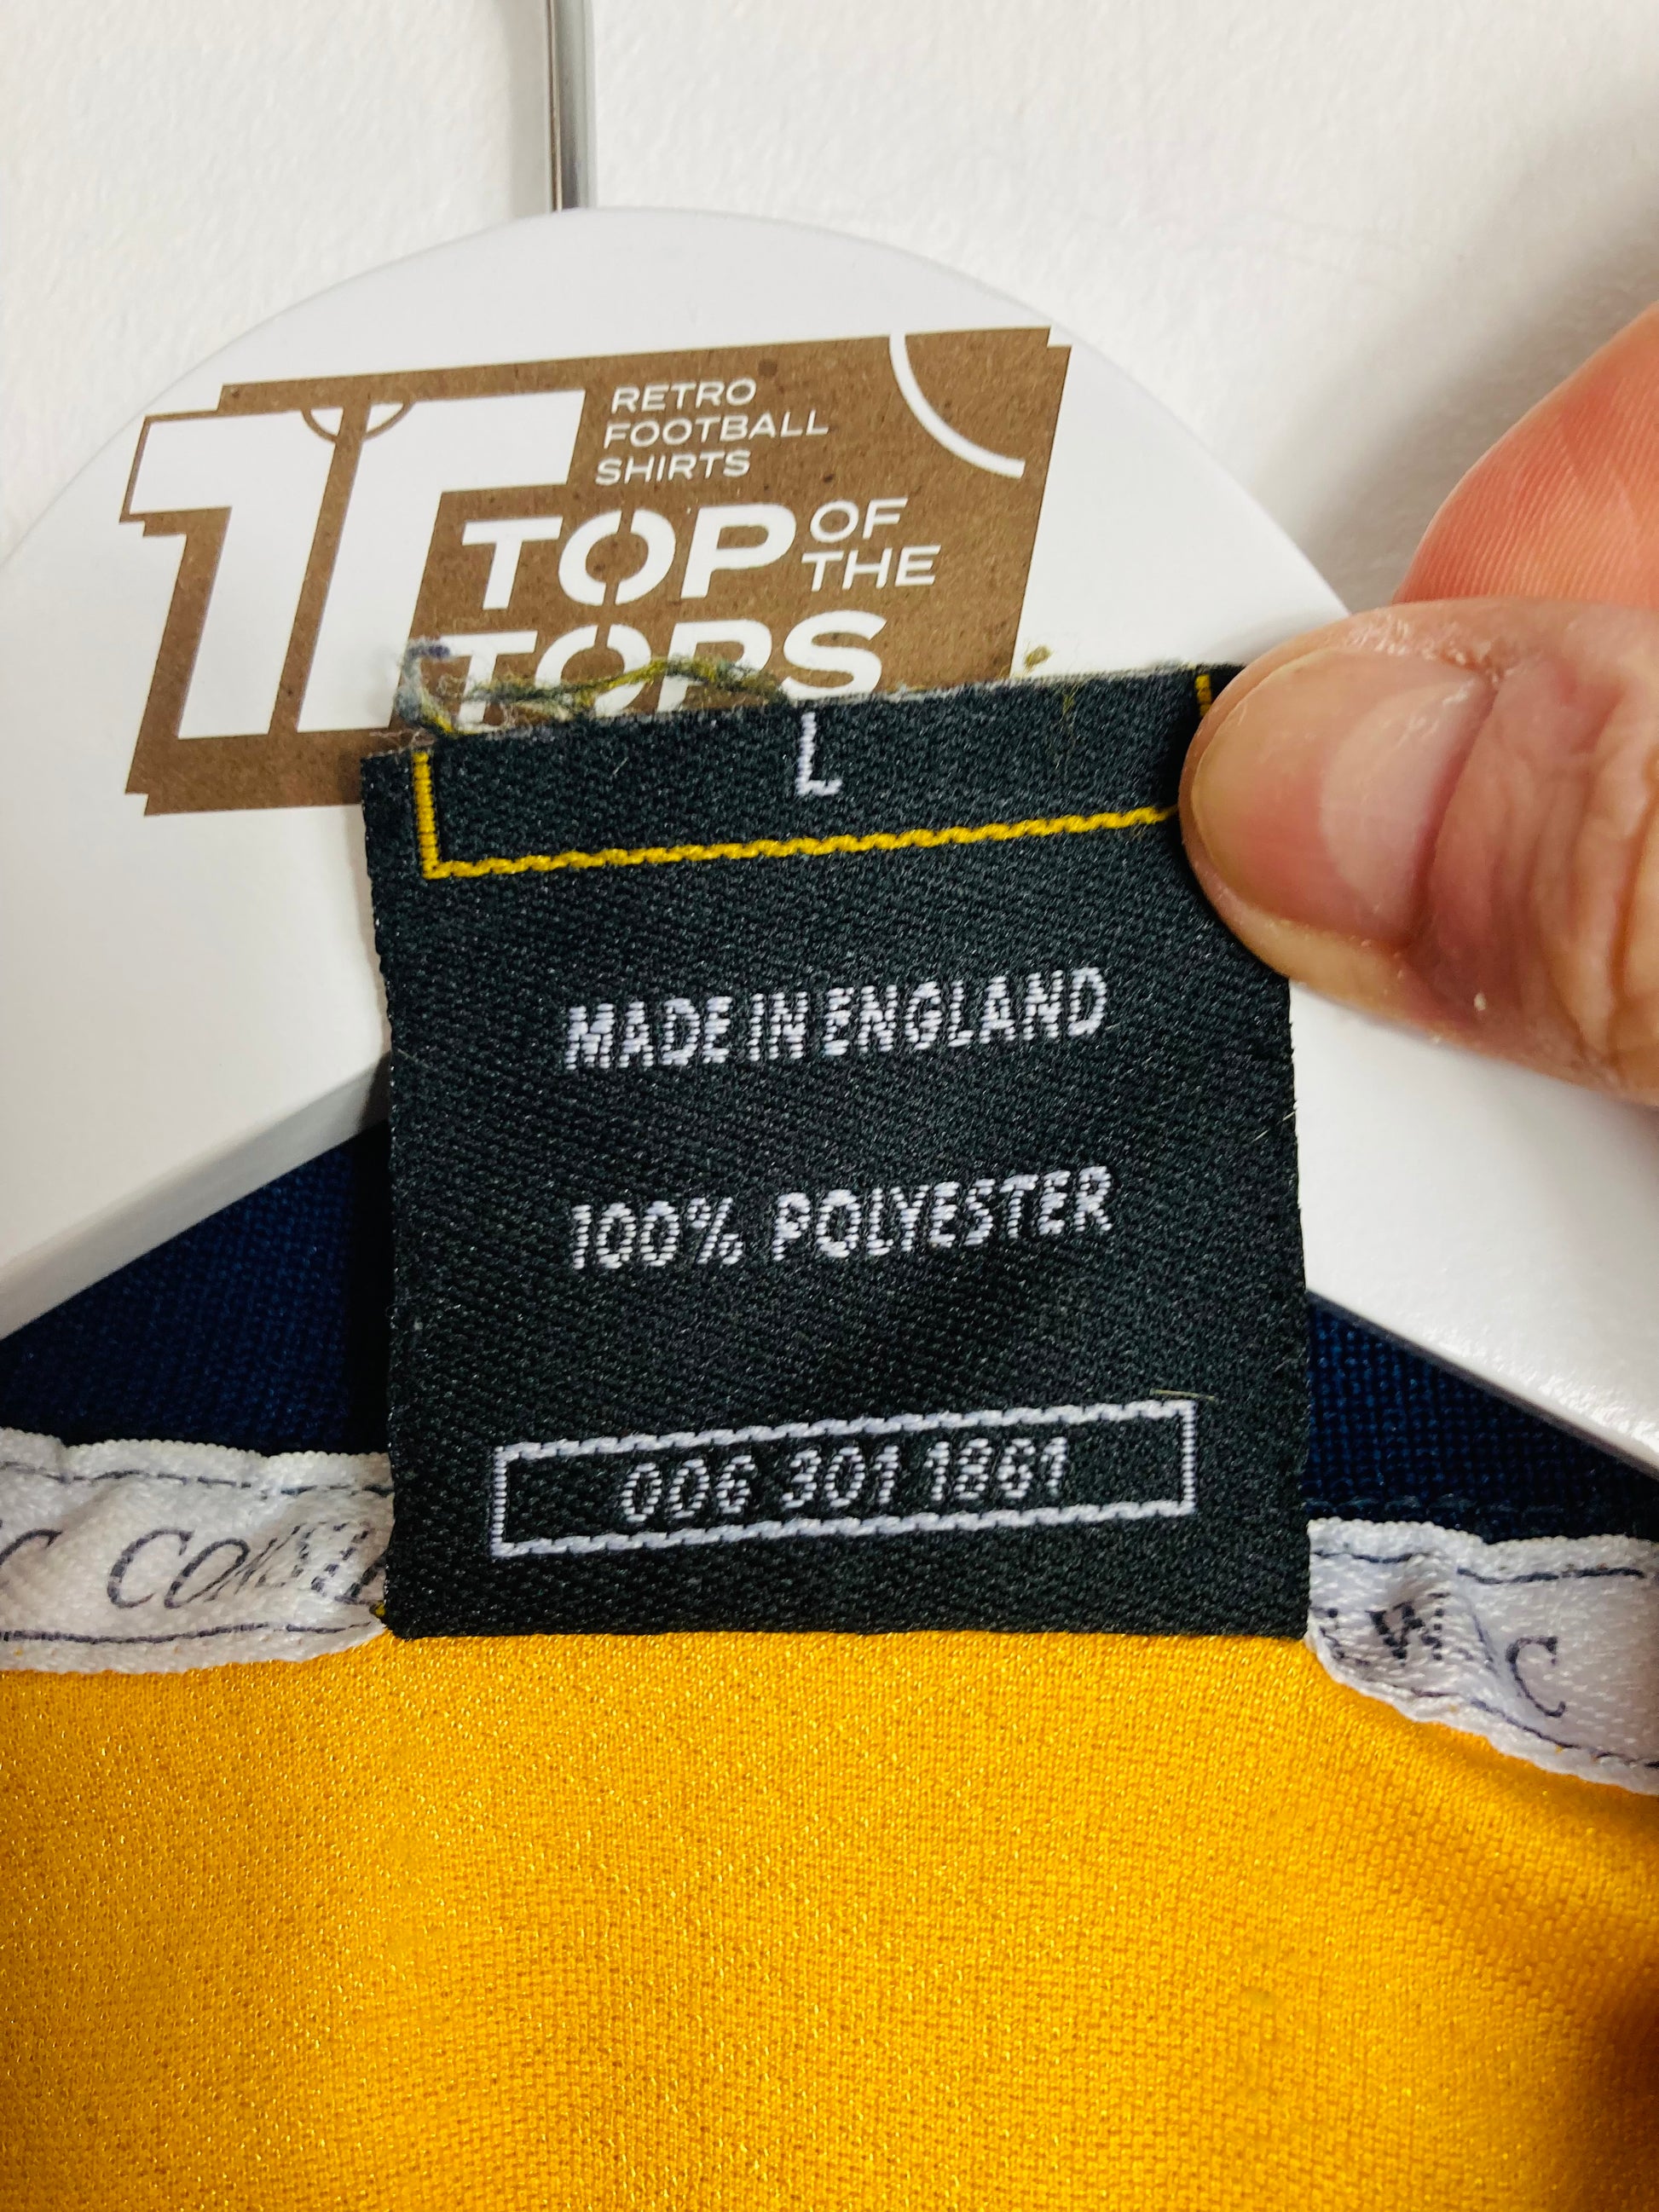 RETRO
FOOTBALL
SHIRTS
TOP OF THE
TOPS
L
MADE IN ENGLAND
100% POLYESTER
006 301 1861
C
C